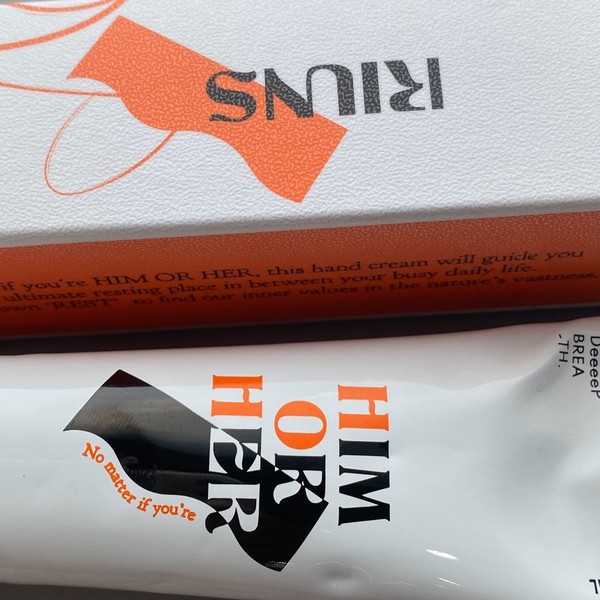 RIUNS
if you're HIM OR HER, this hand cream will guide you
ultimate resting place in between your busy daily life.
own "REST" to find our inner values in the nature's vastness,
HIM
OR
HER
No matter if you're
DeeeeP
BREA
-TH.